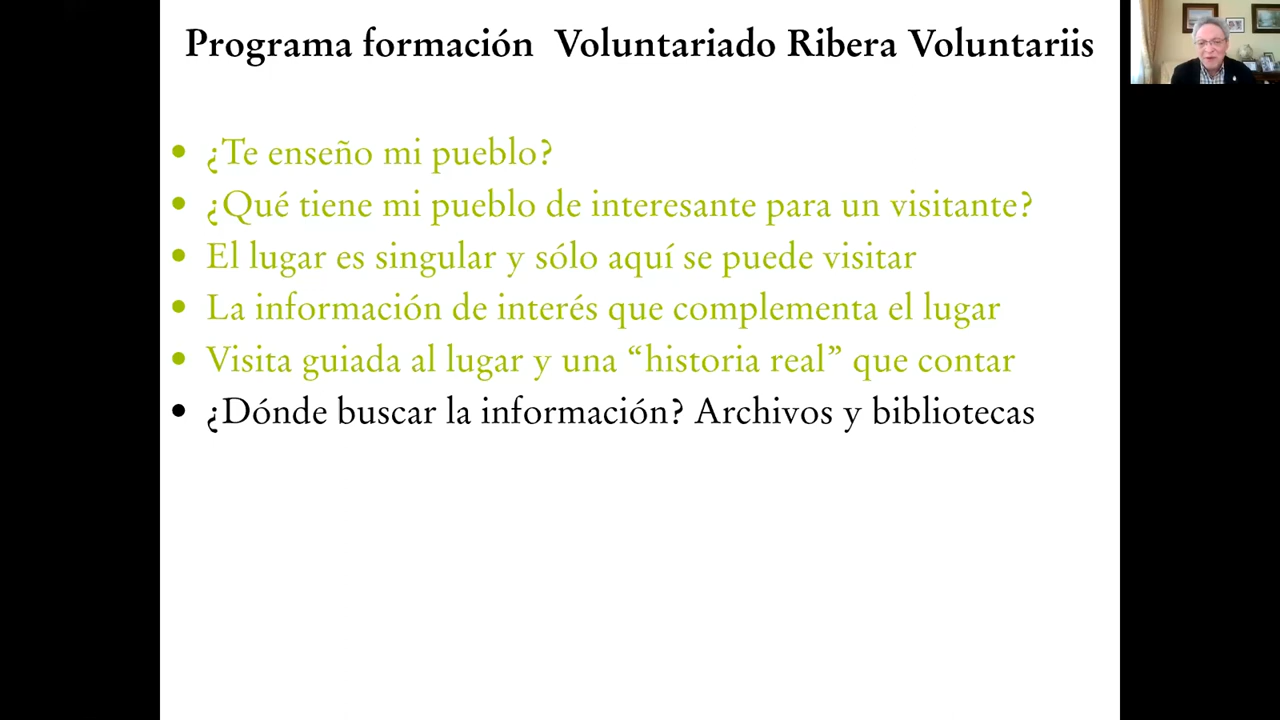 Programa formación Voluntariado Ribera Voluntariis
• ¿Te enseño mi pueblo?
• ¿Qué tiene mi pueblo de interesante para un visitante?
• El lugar es singular y sólo aquí se puede visitar
• La información de interés que complementa el lugar
• Visita guiada al lugar y una “historia real” que contar
• ¿Dónde buscar la información? Archivos y bibliotecas